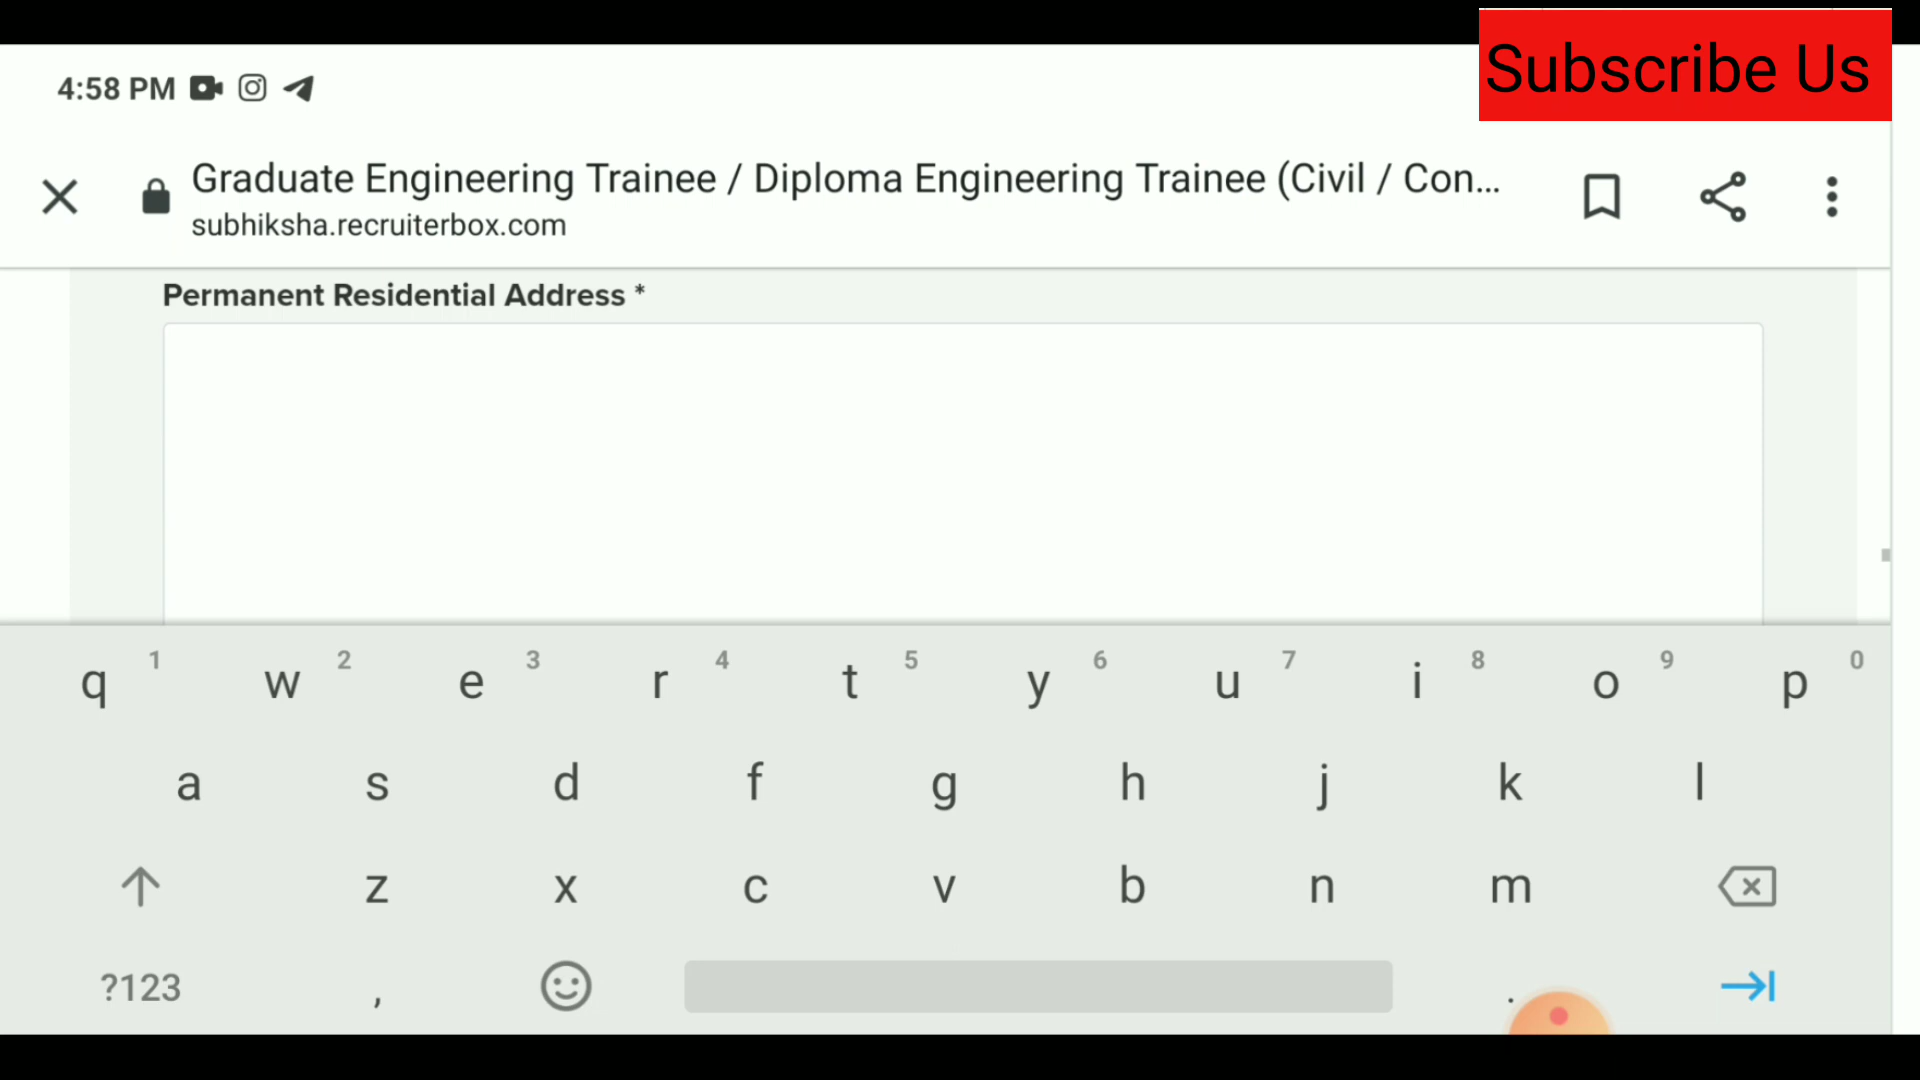 Subscribe Us
4:58 PM
Graduate Engineering Trainee / Diploma Engineering Trainee (Civil / Con...
subhiksha.recruiterbox.com
Permanent Residential Address *
q 1 w 2 e 3 r 4 t 5 y 6 u 7 i 8 o 9 p 0
a s d f g h j k l
z x c v b n m
?123 , .